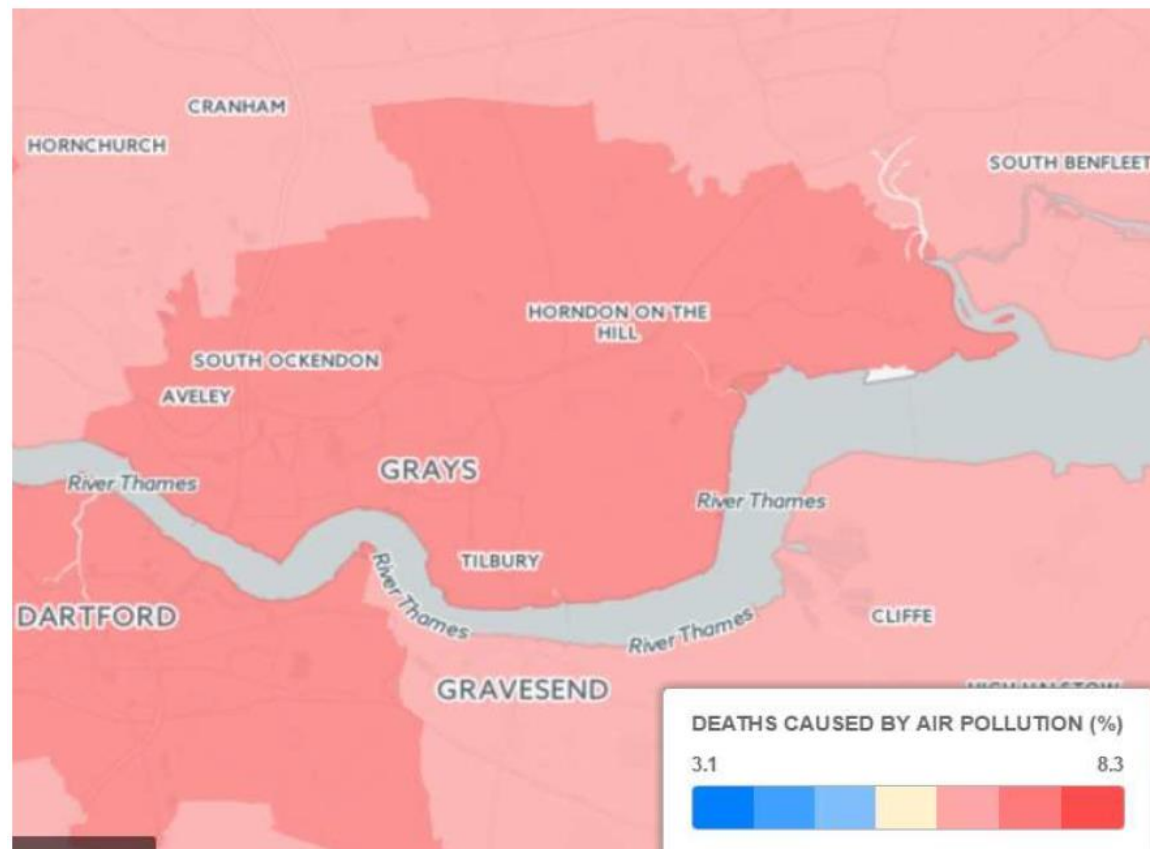 CRANHAM
HORNCHURCH
SOUTH BENFLEET
HORNDON ON THE
HILL
SOUTH OCKENDON
AVELEY
GRAYS
River Thames
River Thames
TILBURY
River Thames
DARTFORD
CLIFFE
River Thames
GRAVESEND
DEATHS CAUSED BY AIR POLLUTION (%)
3.1 8.3